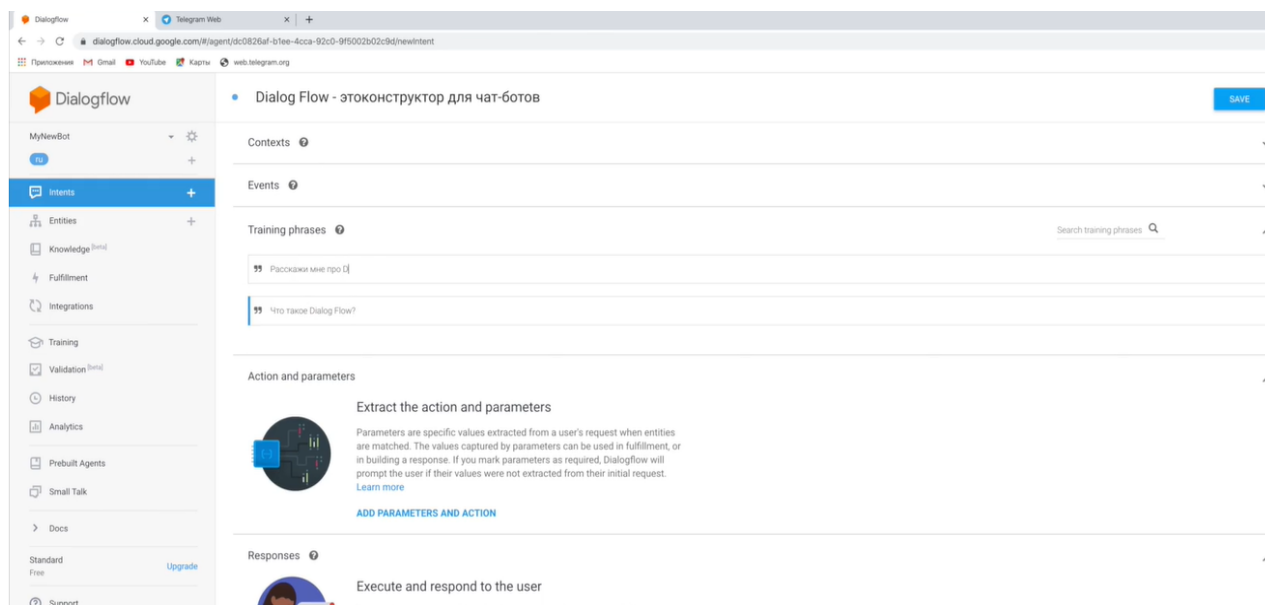 Dialogflow
Telegram Web
dialogflow.cloud.google.com/#/agent/dc0826af-b1ee-4cca-92c0-9f5002b02c9d/newIntent
Приложения Gmail YouTube Карты web.telegram.org
Dialogflow
Dialog Flow - этоконструктор для чат-ботов
SAVE
MyNewBot
ru
Contexts
Events
Intents
Entities
Knowledge [beta]
Fulfillment
Integrations
Training
Validation [beta]
History
Analytics
Prebuilt Agents
Small Talk
Docs
Standard
Free
Upgrade
Support
Training phrases
Search training phrases
Расскажи мне про D
Что такое Dialog Flow?
Action and parameters
Extract the action and parameters
Parameters are specific values extracted from a user's request when entities
are matched. The values captured by parameters can be used in fulfillment, or
in building a response. If you mark parameters as required, Dialogflow will
prompt the user if their values were not extracted from their initial request.
Learn more
ADD PARAMETERS AND ACTION
Responses
Execute and respond to the user